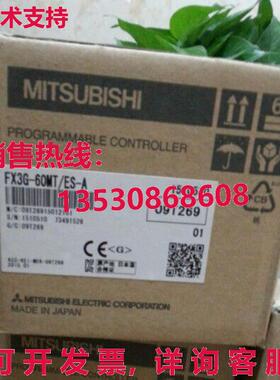 术支持
MITSUBISHI
PROGRAMMABLE CONTROLLER
FX3G-60MT/ES-A
销售热线:
13530868608
091269
01
CE <G>
MITSUBISHI ELECTRIC CORPORATION
MADE IN JAPAN
可开发票,详询客服